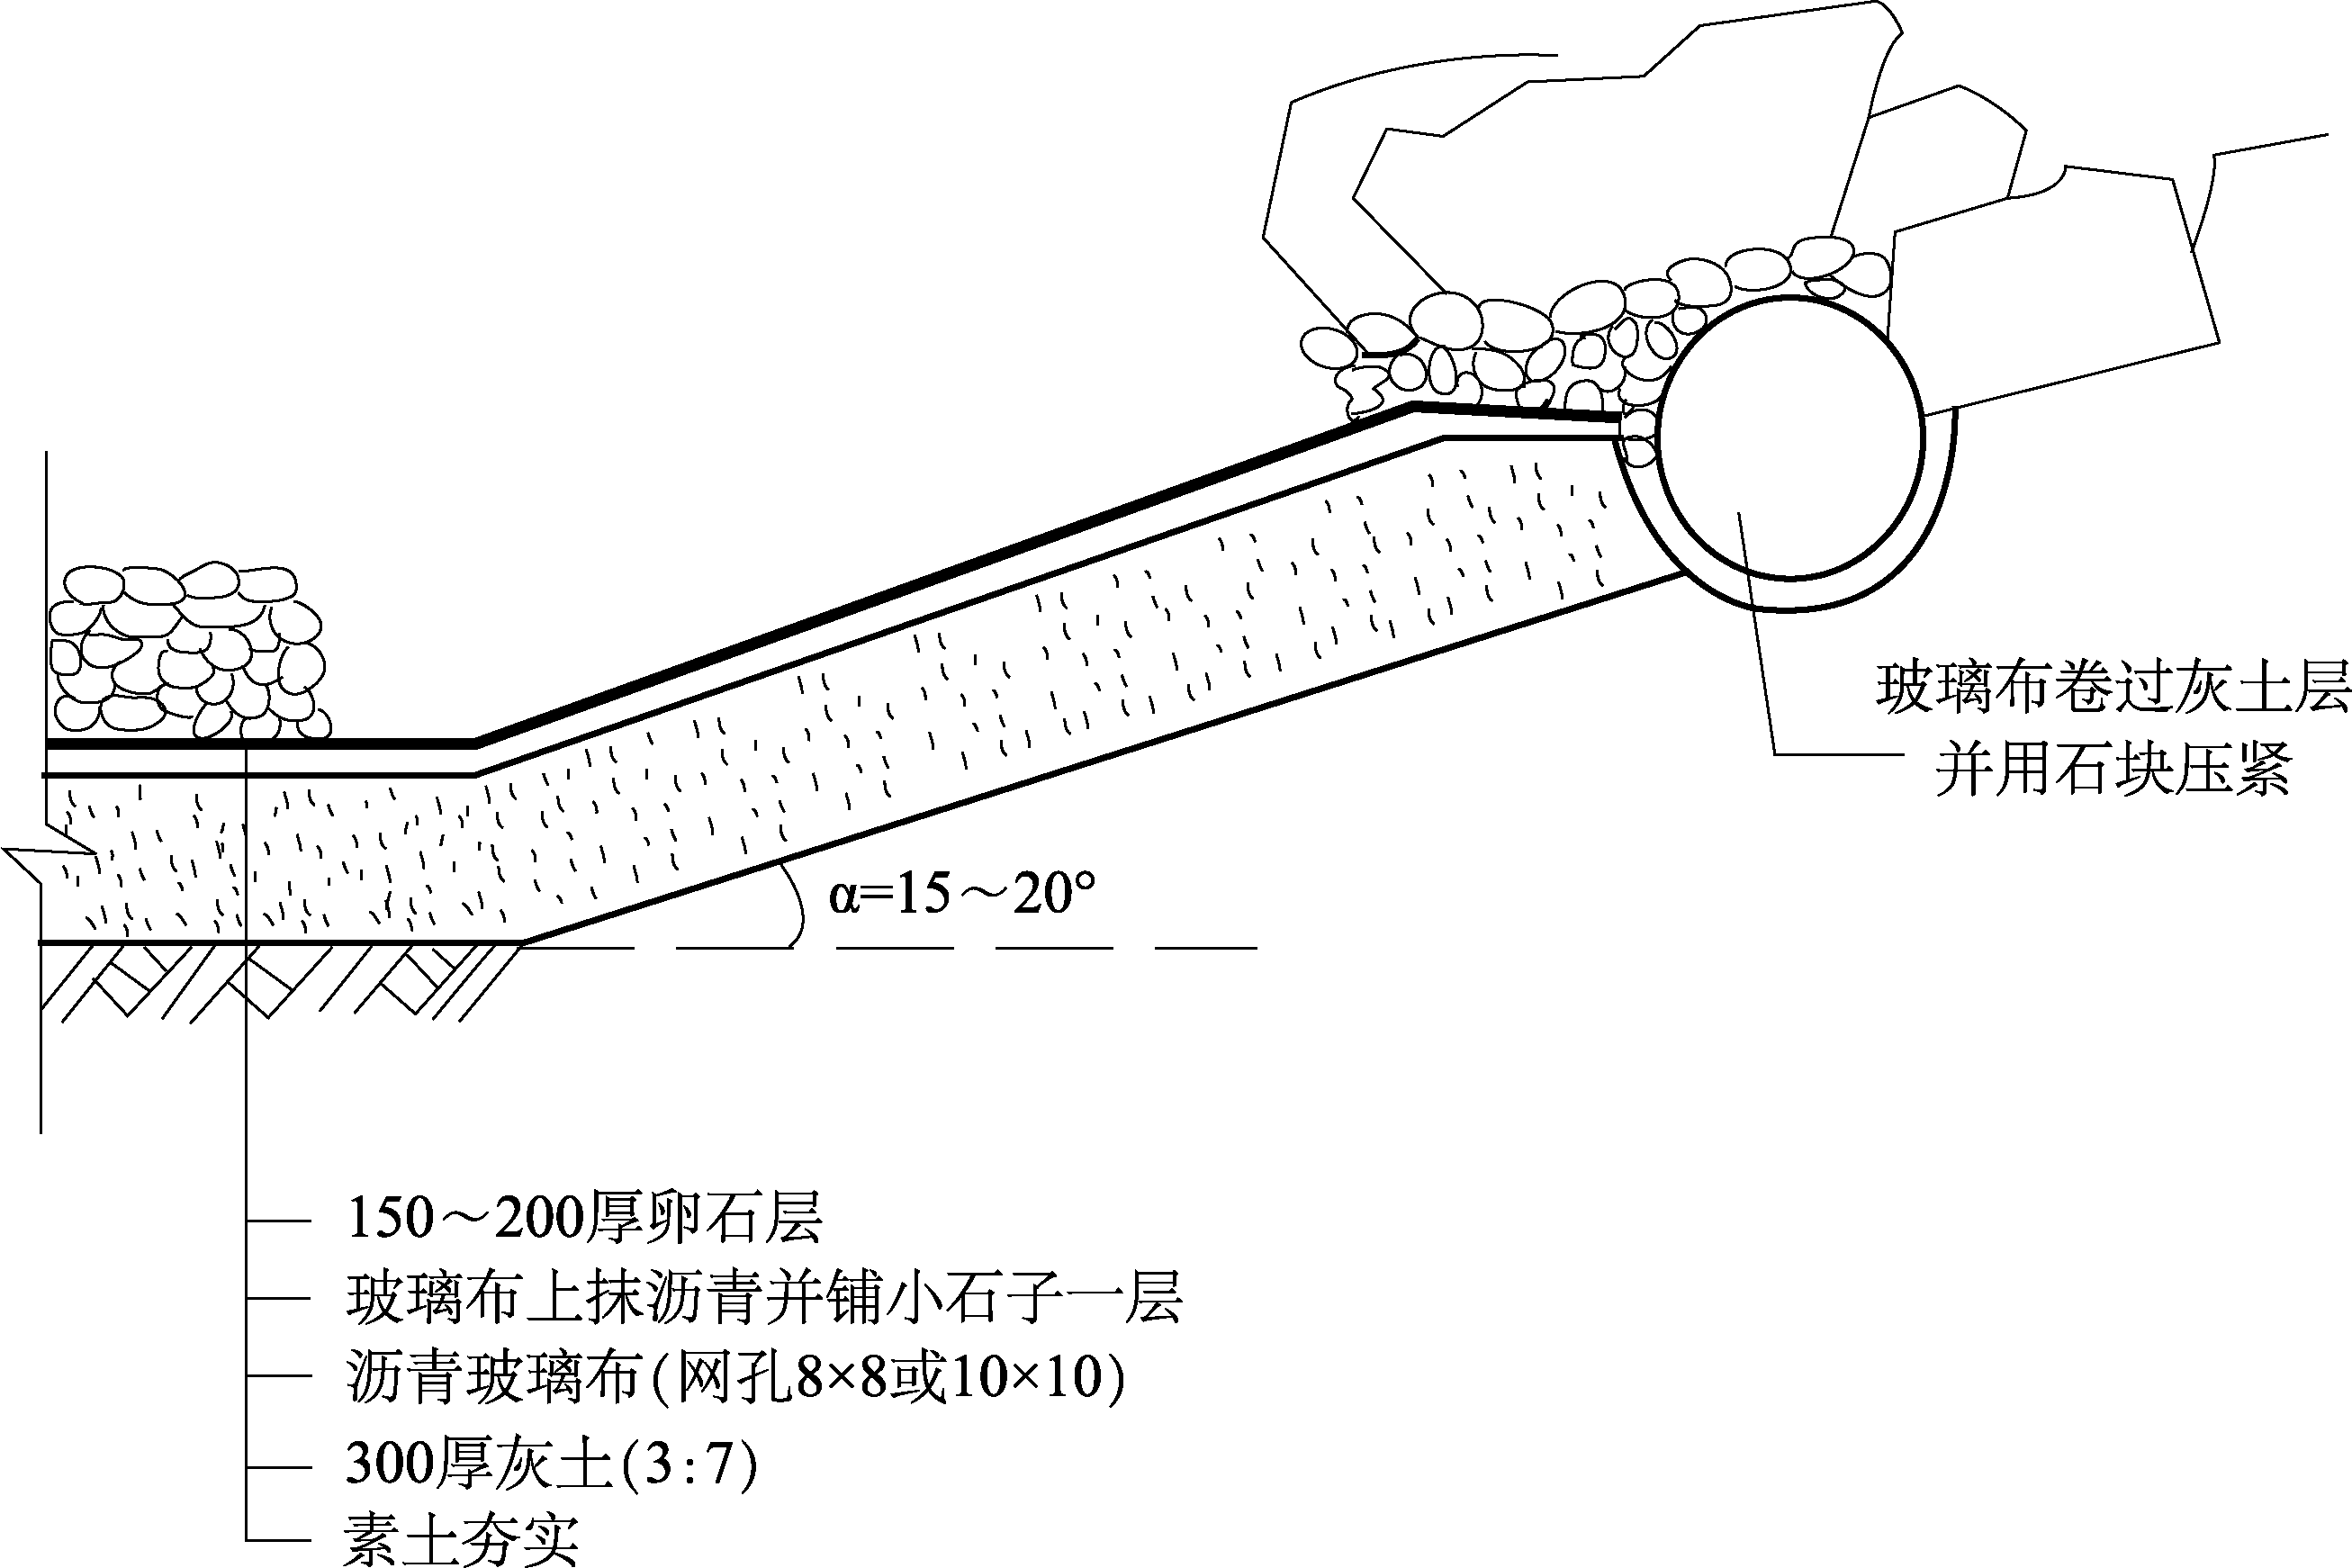 玻璃布卷过灰土层
并用石块压紧
α=15～20°
150～200厚卵石层
玻璃布上抹沥青并铺小石子一层
沥青玻璃布(网孔8×8或10×10)
300厚灰土(3:7)
素土夯实